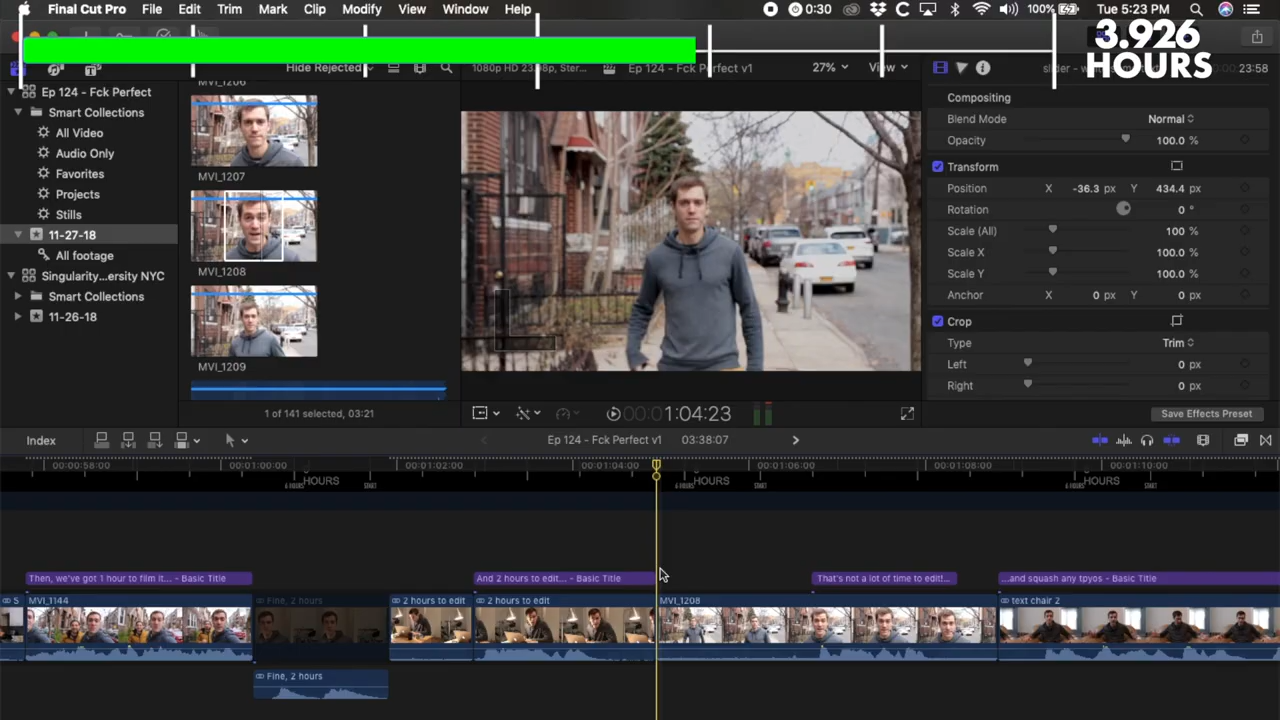 Final Cut Pro File Edit Trim Mark Clip Modify View Window Help 0:30 100% Tue 5:23 PM
3.926
HOURS
Hide Rejected
1080p HD 23.98p, Ster... Ep 124 - Fck Perfect v1 27% View
23:58
Ep 124 - Fck Perfect
Smart Collections
All Video
Audio Only
Favorites
Projects
Stills
11-27-18
All footage
Singularity...ersity NYC
Smart Collections
11-26-18
MVI_1206
MVI_1207
MVI_1208
MVI_1209
1 of 141 selected, 03:21
1:04:23
Compositing
Blend Mode Normal
Opacity 100.0 %
Transform
Position X -36.3 px Y 434.4 px
Rotation 0 °
Scale (All) 100 %
Scale X 100.0 %
Scale Y 100.0 %
Anchor X 0 px Y 0 px
Crop
Type Trim
Left 0 px
Right 0 px
Save Effects Preset
Index Ep 124 - Fck Perfect v1 03:38:07
00:00:58:00 00:01:00:00 00:01:02:00 00:01:04:00 00:01:06:00 00:01:08:00 00:01:10:00
HOURS HOURS HOURS
Then, we've got 1 hour to film it... - Basic Title And 2 hours to edit... - Basic Title That's not a lot of time to edit!... ...and squash any tpyos - Basic Title
S MVI_1144 Fine, 2 hours 2 hours to edit 2 hours to edit MVI_1208 text chair 2
Fine, 2 hours